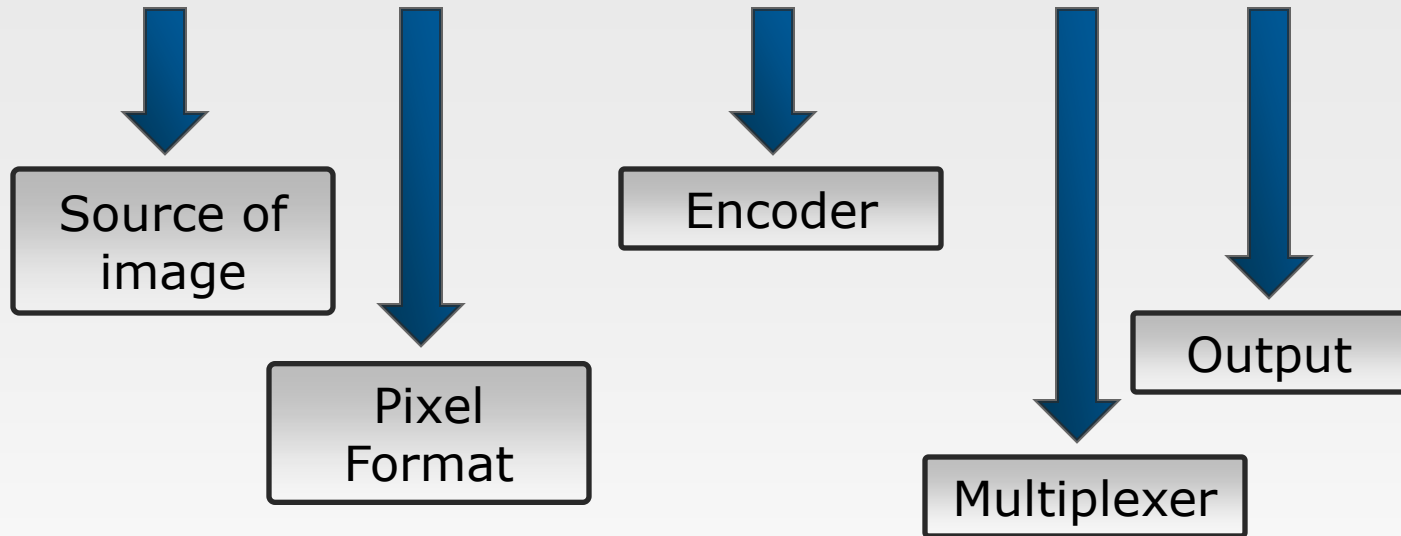 Source of
image
Pixel
Format
Encoder
Multiplexer
Output